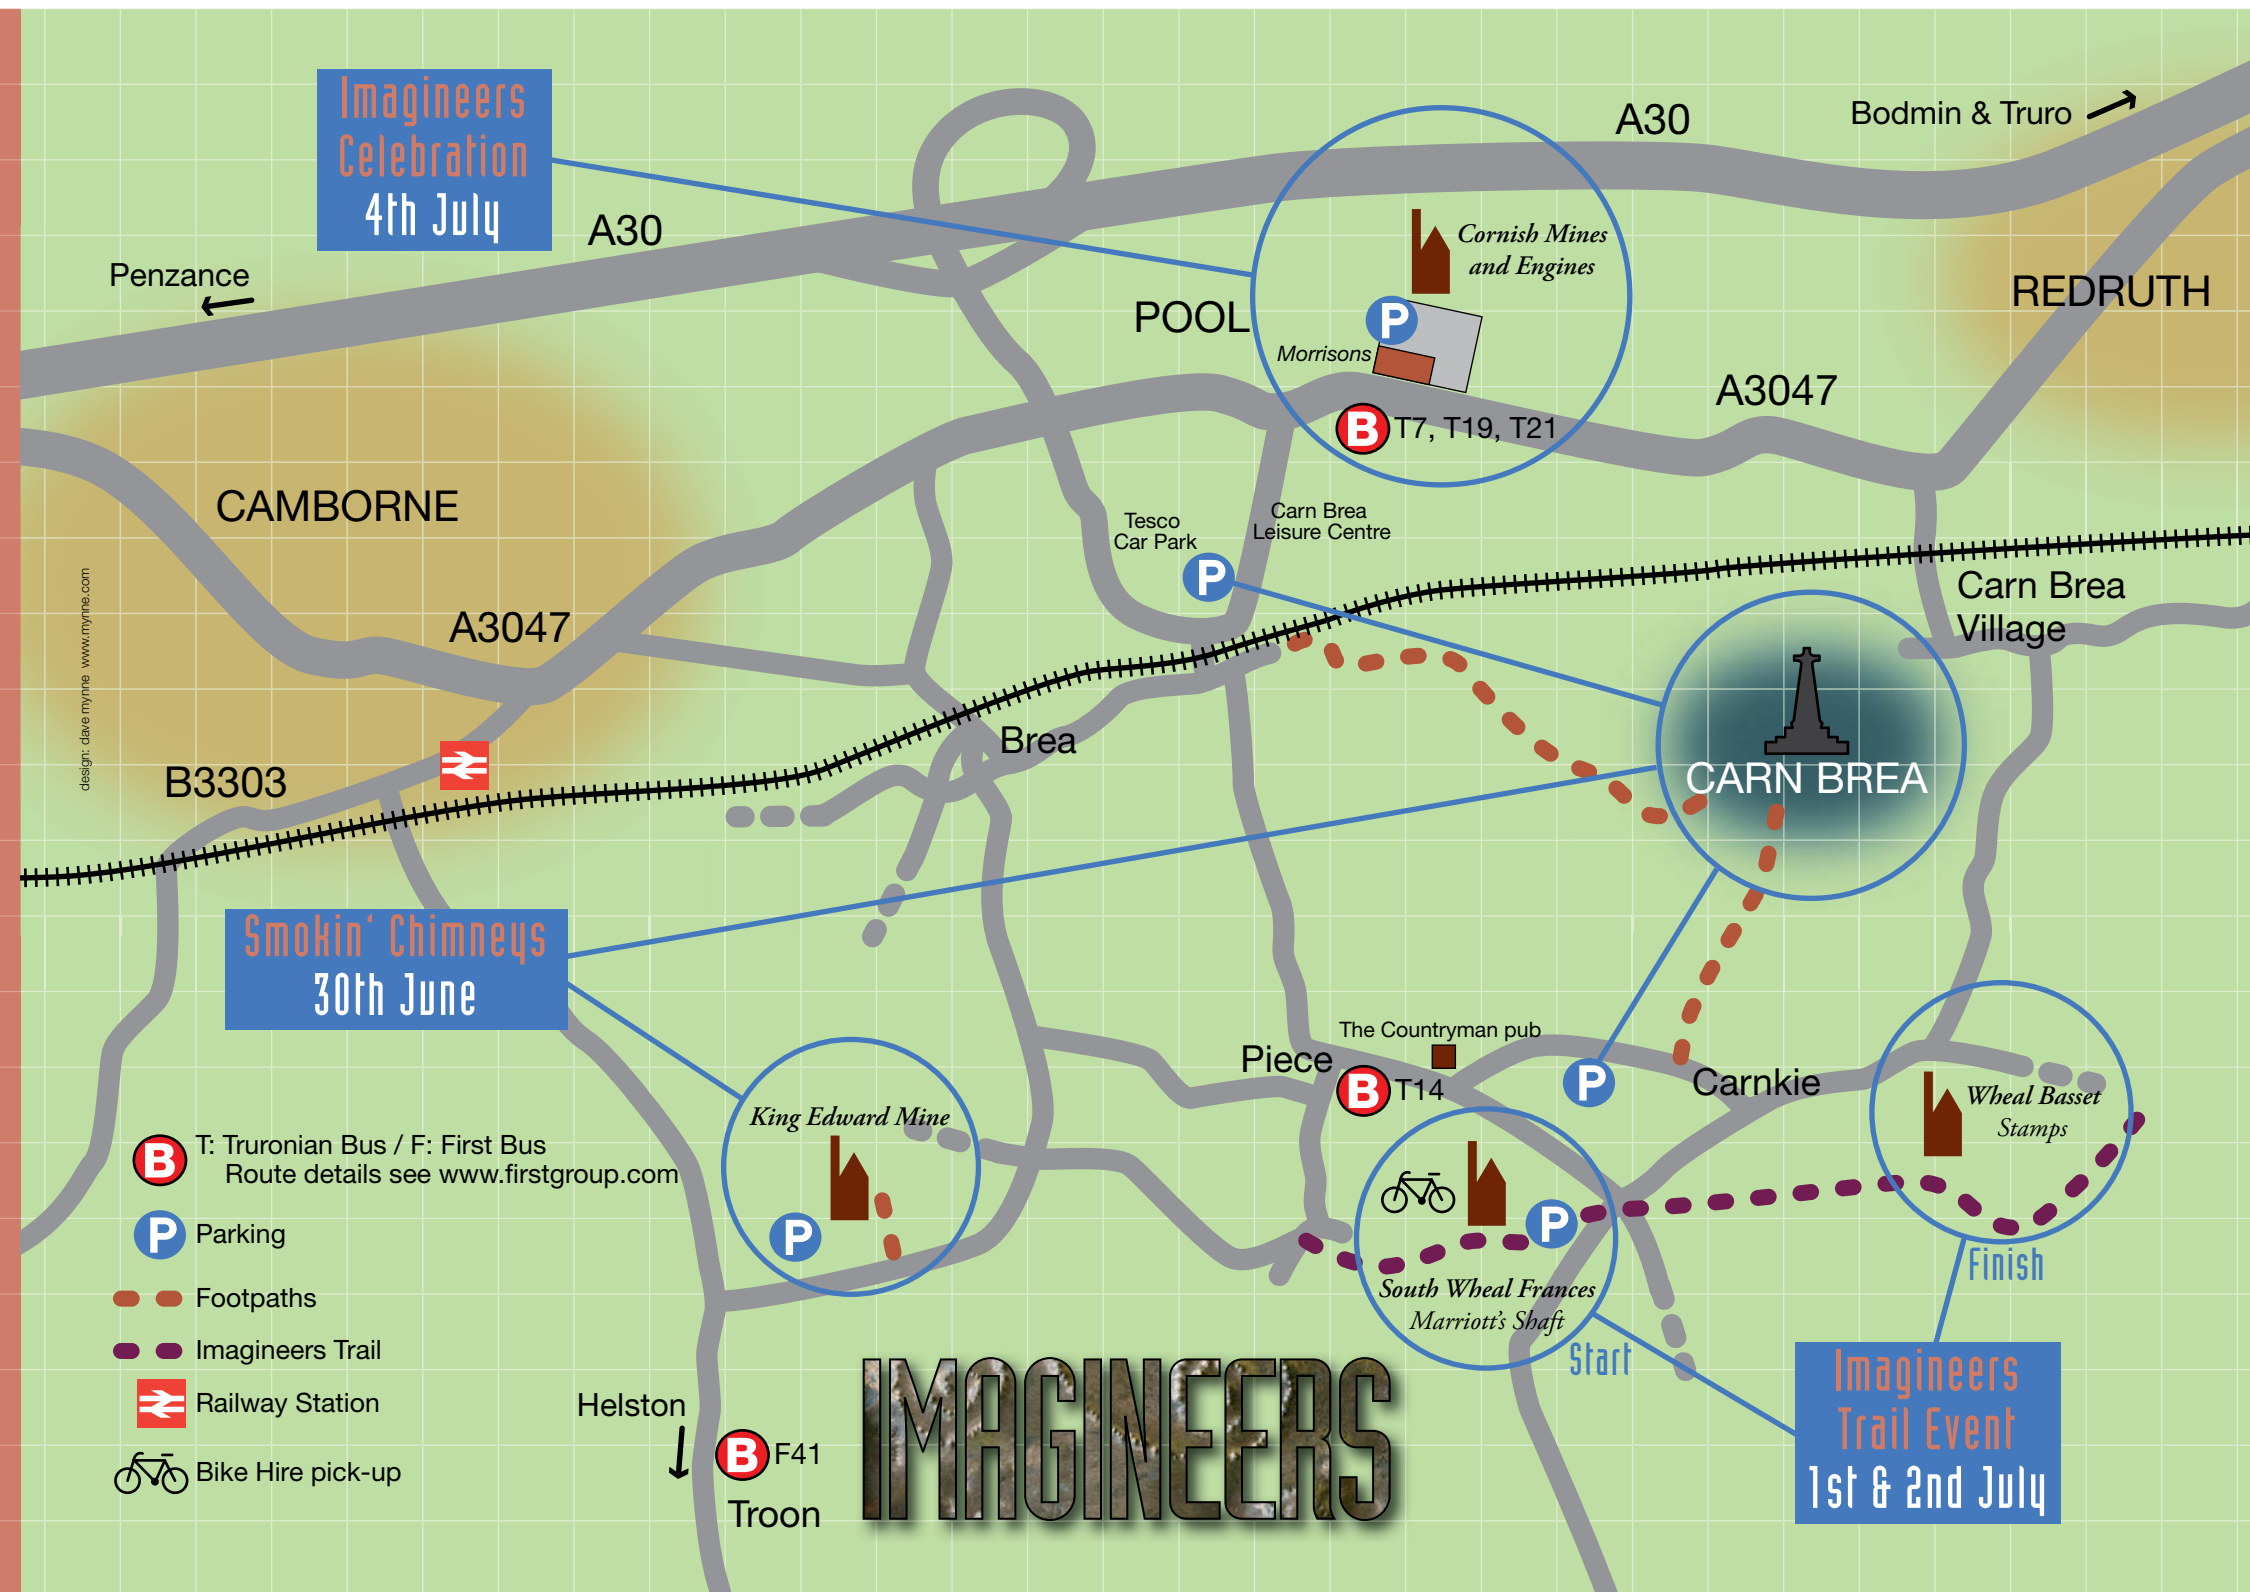 Imagineers
Celebration
4th July
A30
A30
Bodmin & Truro
Penzance
Cornish Mines
and Engines
POOL
P
Morrisons
REDRUTH
A3047
B T7, T19, T21
CAMBORNE
Tesco
Car Park
Carn Brea
Leisure Centre
P
Carn Brea
Village
A3047
design: dave mynne www.mynne.com
Brea
B3303
CARN BREA
Smokin' Chimneys
30th June
The Countryman pub
Piece
B T14
P
Carnkie
Wheal Basset
Stamps
King Edward Mine
P
B T: Truronian Bus / F: First Bus
Route details see www.firstgroup.com
P Parking
Footpaths
Imagineers Trail
Railway Station
Bike Hire pick-up
P
South Wheal Frances
Marriott's Shaft
Start
Finish
Imagineers
Trail Event
1st & 2nd July
Helston
B F41
Troon
IMAGINEERS